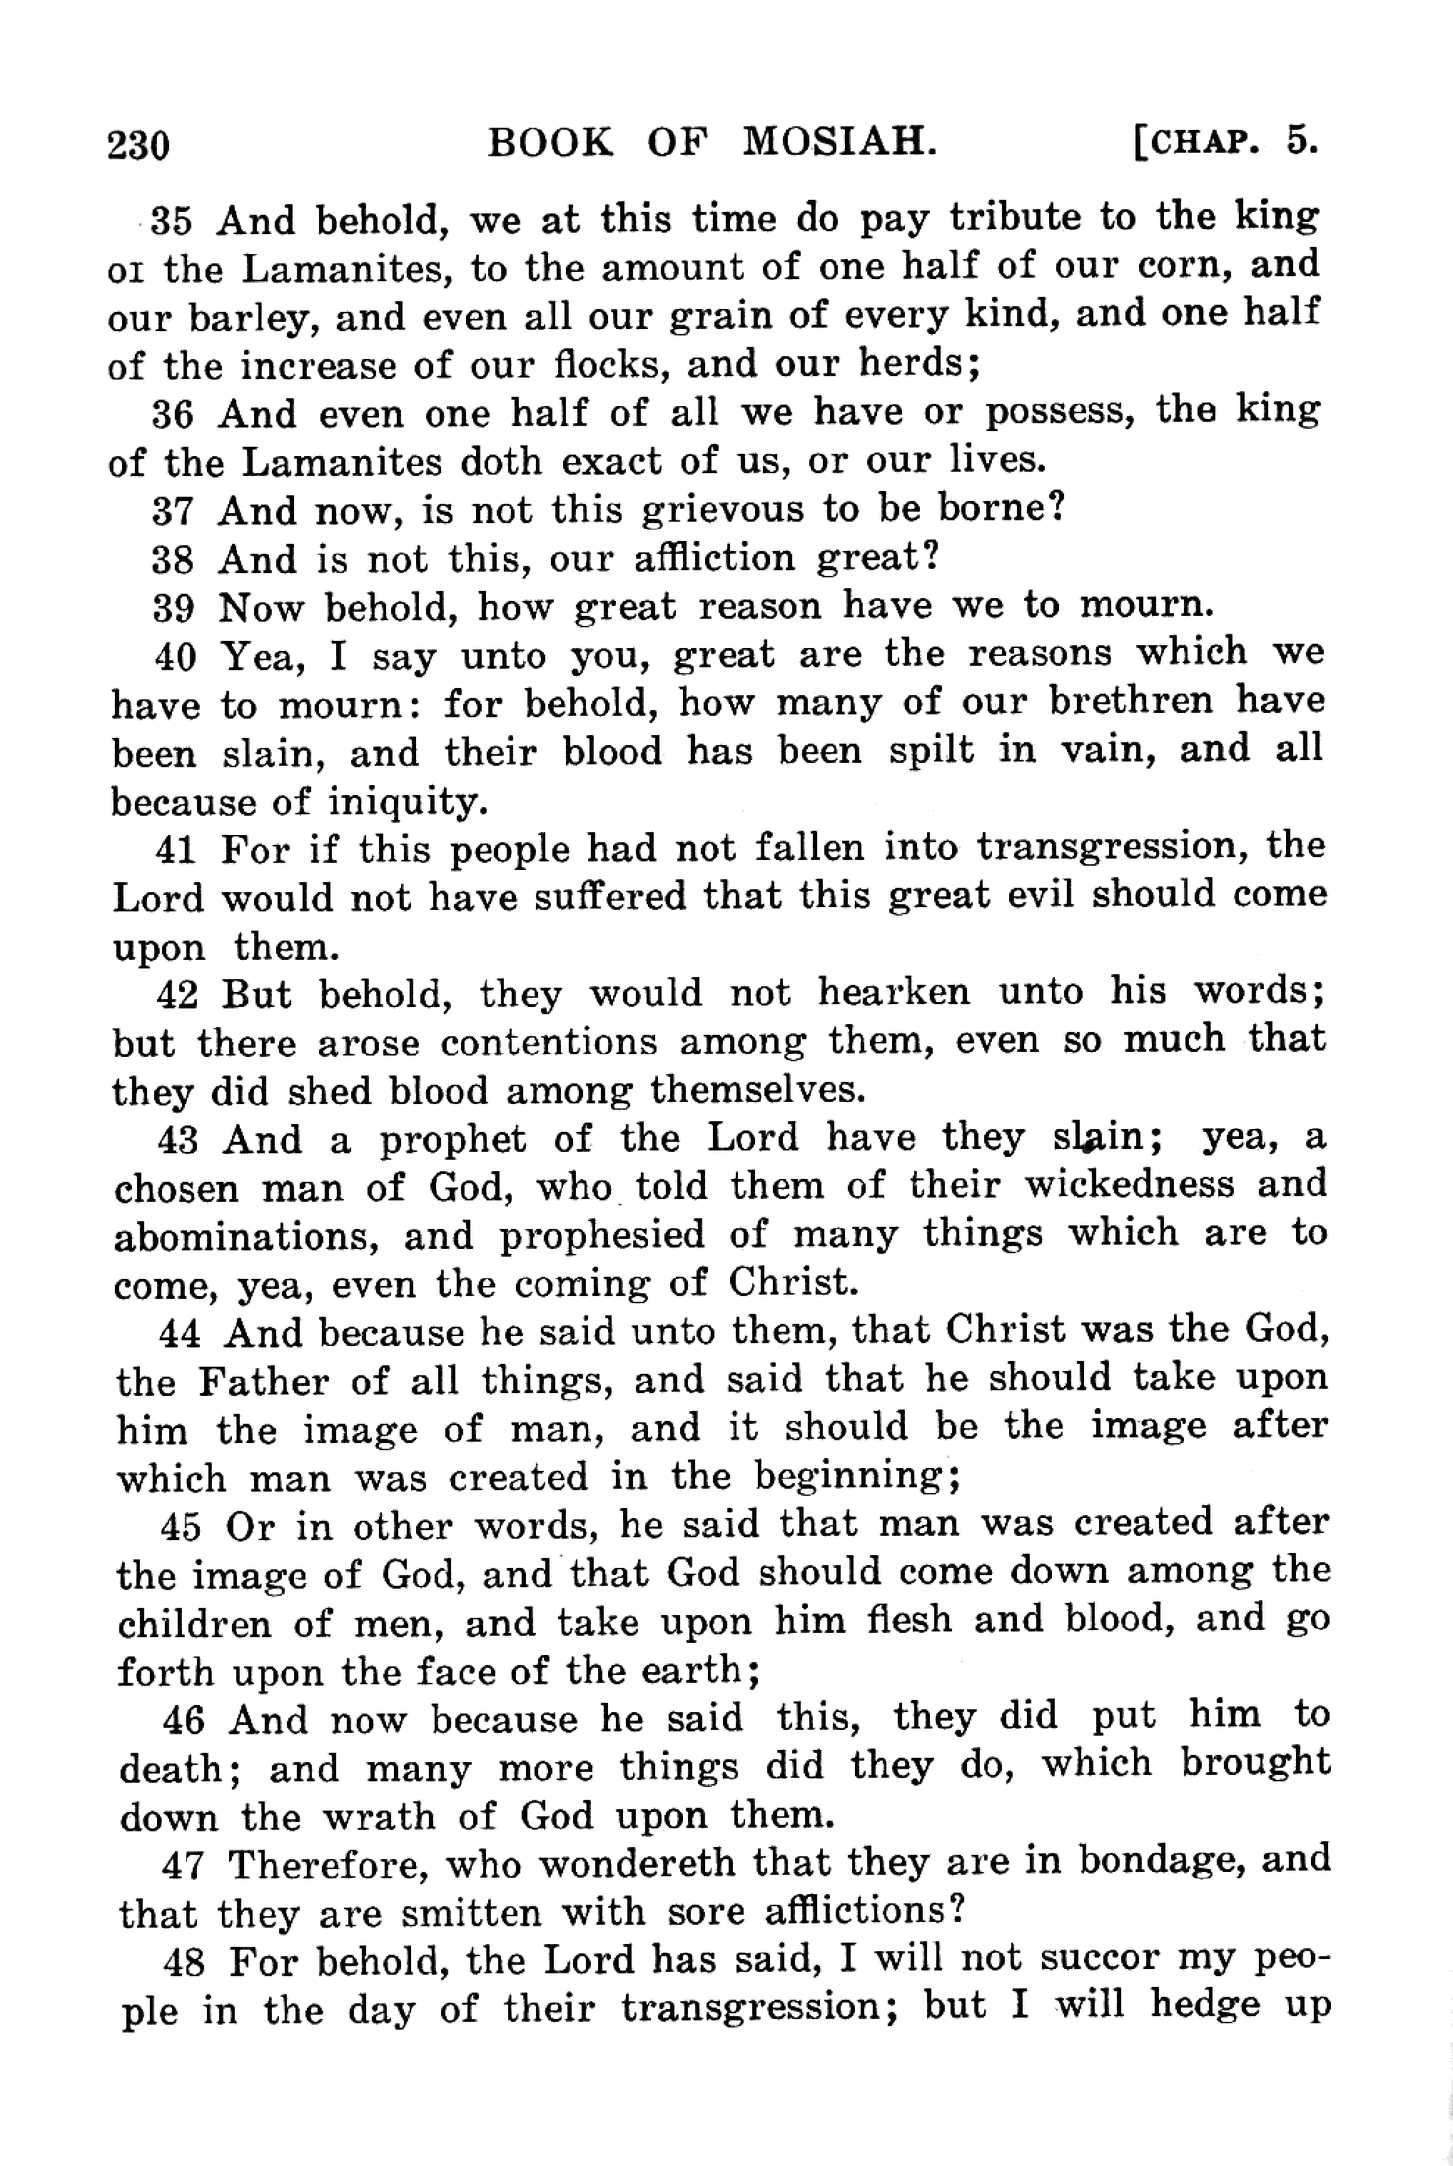 230 BOOK OF MOSIAH. [CHAP. 5.
35 And behold, we at this time do pay tribute to the king
of the Lamanites, to the amount of one half of our corn, and
our barley, and even all our grain of every kind, and one half
of the increase of our flocks, and our herds;
36 And even one half of all we have or possess, the king
of the Lamanites doth exact of us, or our lives.
37 And now, is not this grievous to be borne?
38 And is not this, our affliction great?
39 Now behold, how great reason have we to mourn.
40 Yea, I say unto you, great are the reasons which we
have to mourn: for behold, how many of our brethren have
been slain, and their blood has been spilt in vain, and all
because of iniquity.
41 For if this people had not fallen into transgression, the
Lord would not have suffered that this great evil should come
upon them.
42 But behold, they would not hearken unto his words;
but there arose contentions among them, even so much that
they did shed blood among themselves.
43 And a prophet of the Lord have they slain; yea, a
chosen man of God, who told them of their wickedness and
abominations, and prophesied of many things which are to
come, yea, even the coming of Christ.
44 And because he said unto them, that Christ was the God,
the Father of all things, and said that he should take upon
him the image of man, and it should be the image after
which man was created in the beginning;
45 Or in other words, he said that man was created after
the image of God, and that God should come down among the
children of men, and take upon him flesh and blood, and go
forth upon the face of the earth;
46 And now because he said this, they did put him to
death; and many more things did they do, which brought
down the wrath of God upon them.
47 Therefore, who wondereth that they are in bondage, and
that they are smitten with sore afflictions?
48 For behold, the Lord has said, I will not succor my peo-
ple in the day of their transgression; but I will hedge up